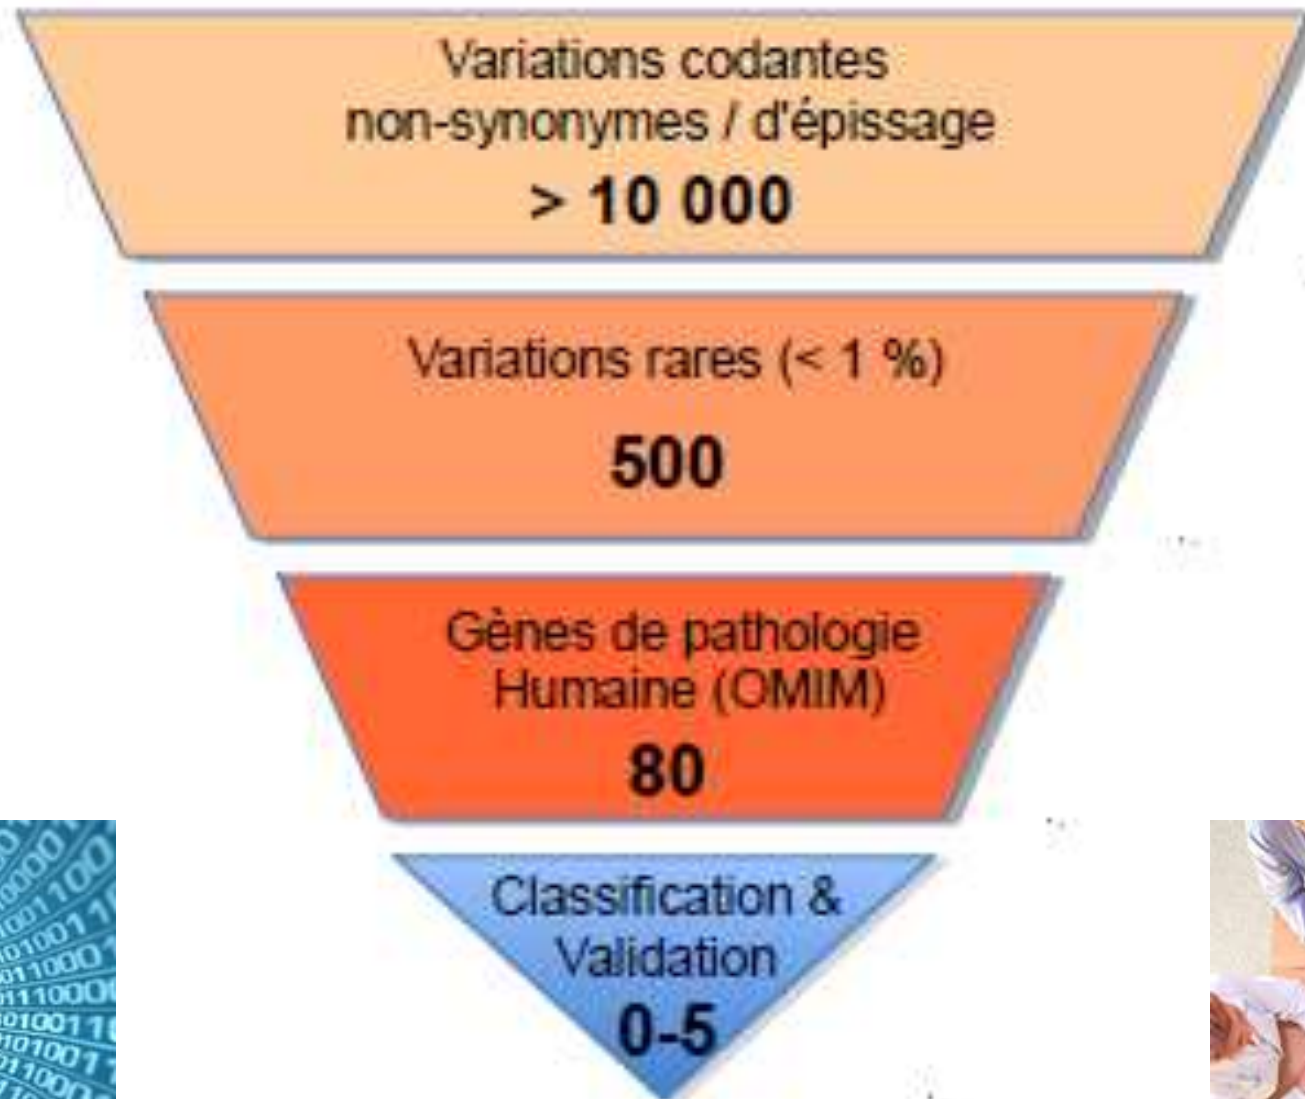 Variations codantes
non-synonymes / d'épissage
> 10 000
Variations rares (< 1 %)
500
Gènes de pathologie
Humaine (OMIM)
80
Classification &
Validation
0-5